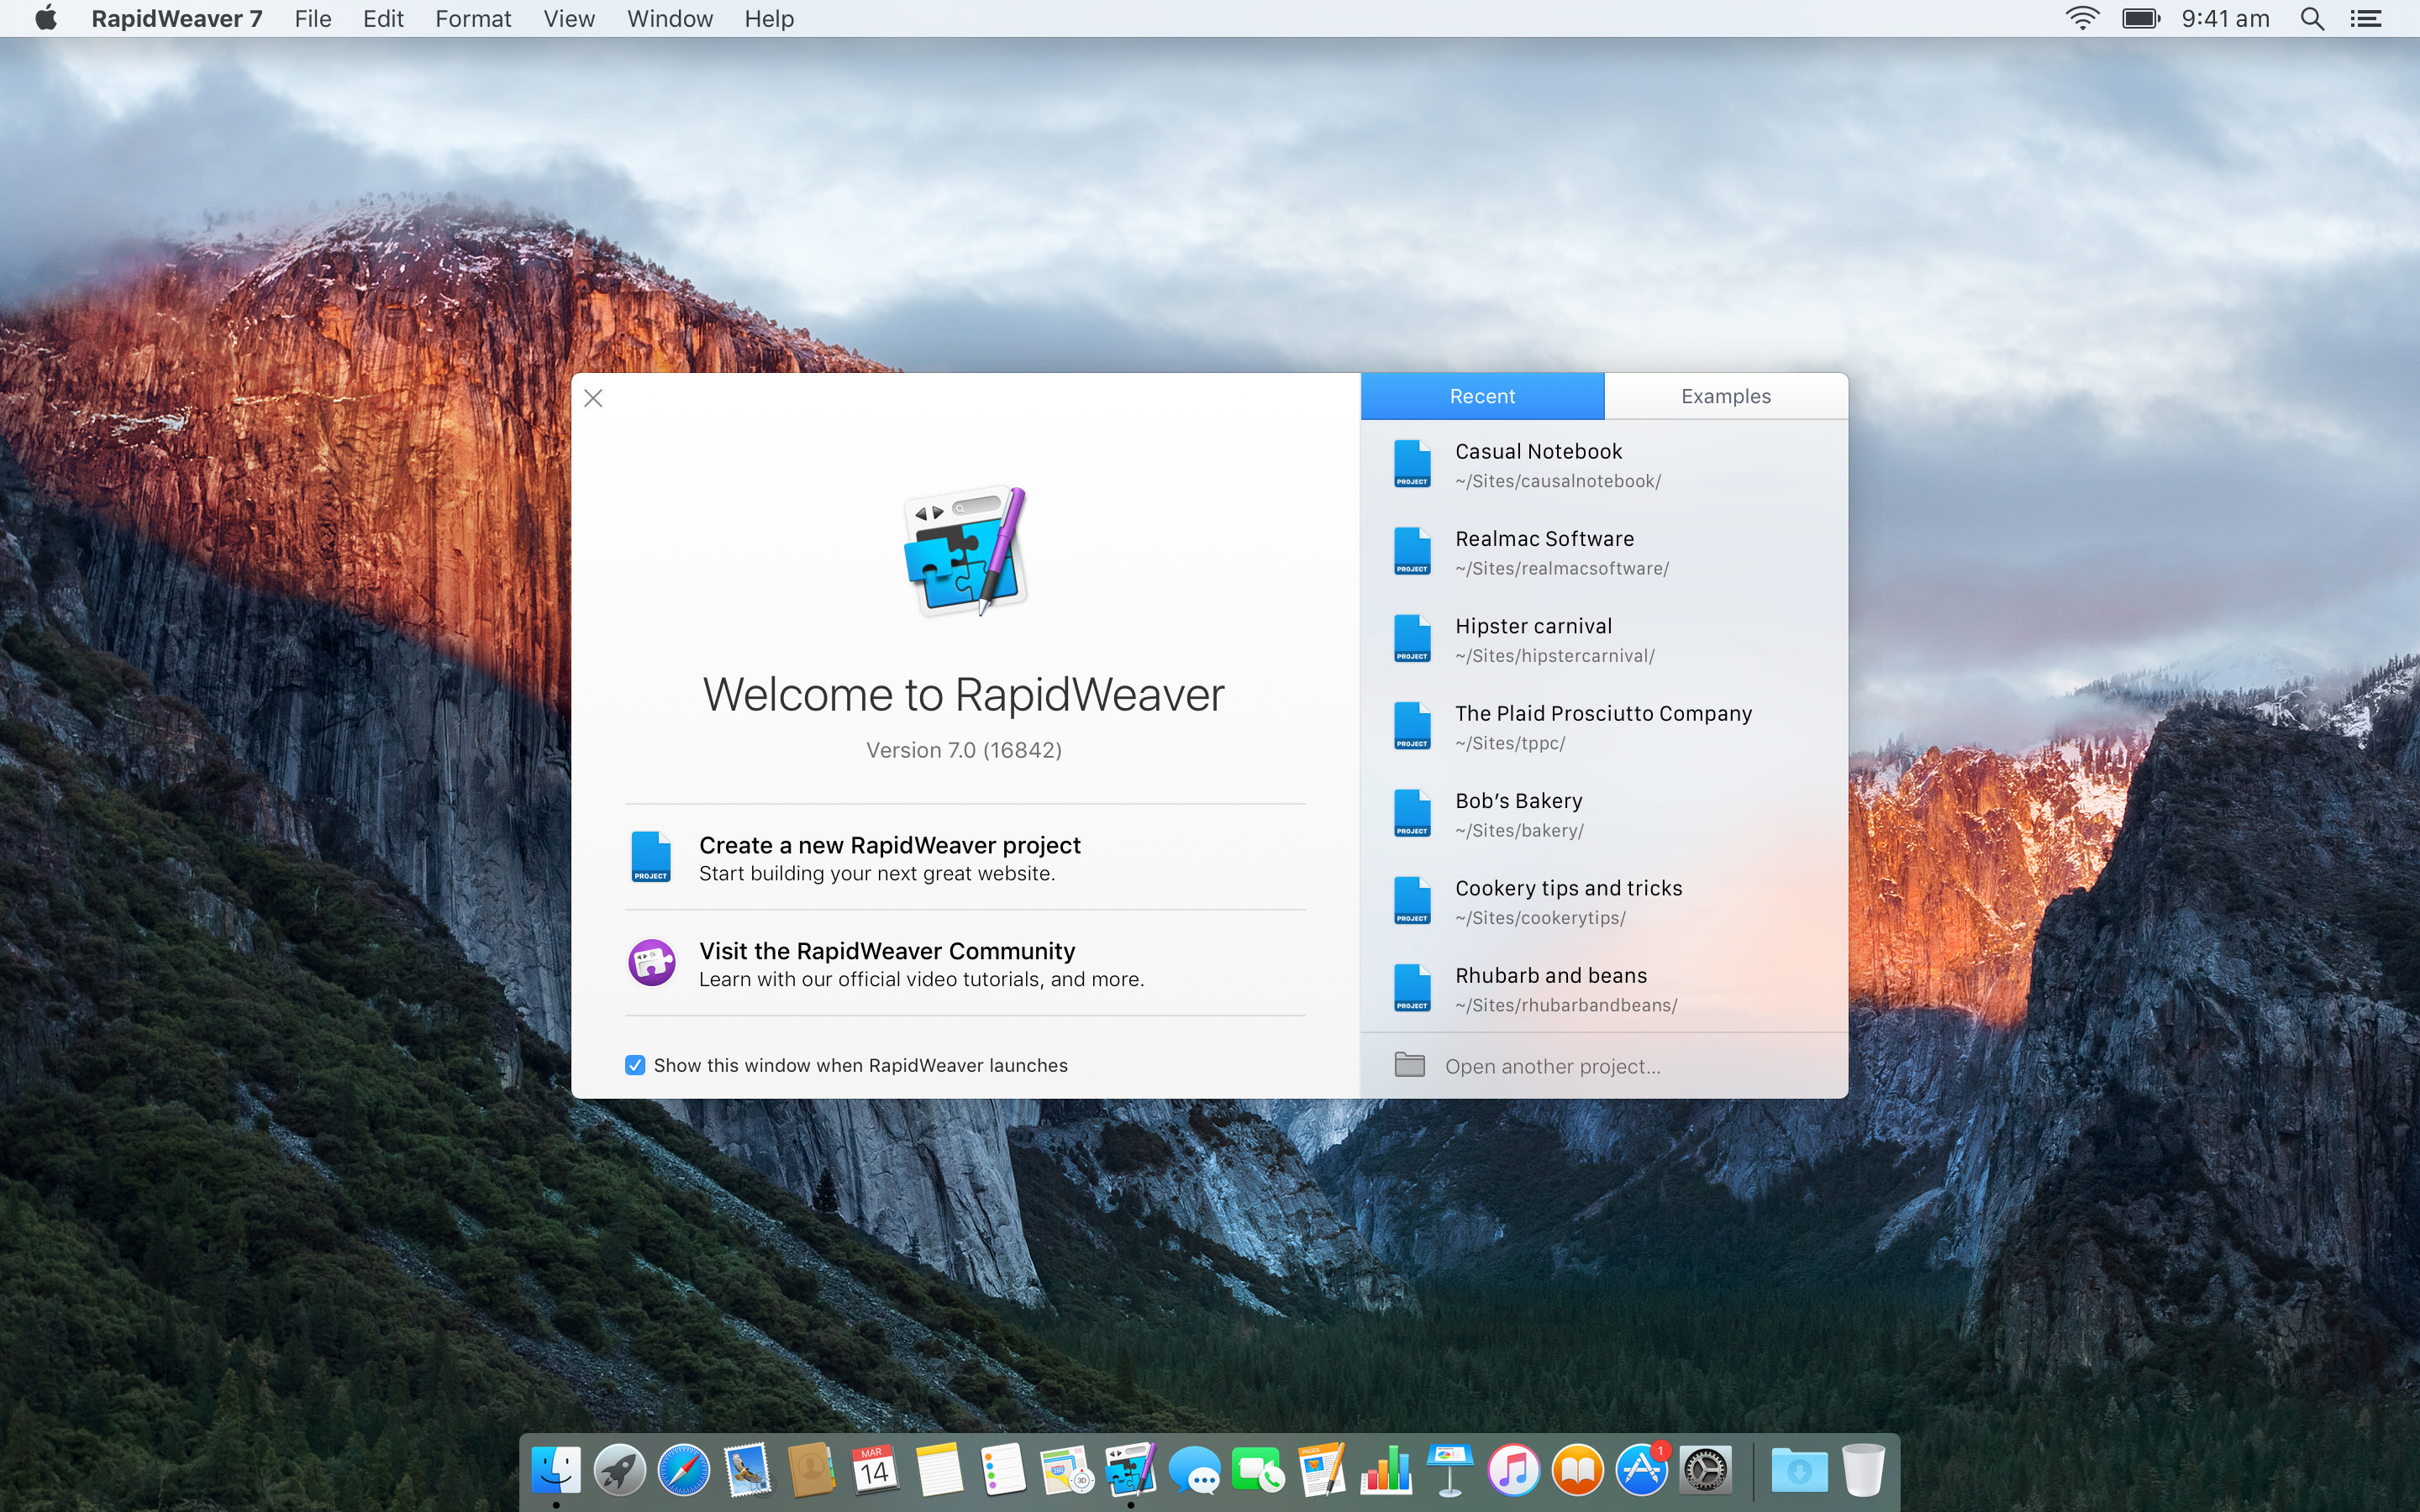 RapidWeaver 7 File Edit Format View Window Help 9:41 am
Recent Examples
Welcome to RapidWeaver
Version 7.0 (16842)
PROJECT
Create a new RapidWeaver project
Start building your next great website.
Visit the RapidWeaver Community
Learn with our official video tutorials, and more.
Show this window when RapidWeaver launches
PROJECT
Casual Notebook
~/Sites/causalnotebook/
PROJECT
Realmac Software
~/Sites/realmacsoftware/
PROJECT
Hipster carnival
~/Sites/hipstercarnival/
PROJECT
The Plaid Prosciutto Company
~/Sites/tppc/
PROJECT
Bob’s Bakery
~/Sites/bakery/
PROJECT
Cookery tips and tricks
~/Sites/cookerytips/
PROJECT
Rhubarb and beans
~/Sites/rhubarbandbeans/
Open another project...
MAR
14
3D
PAGES
1